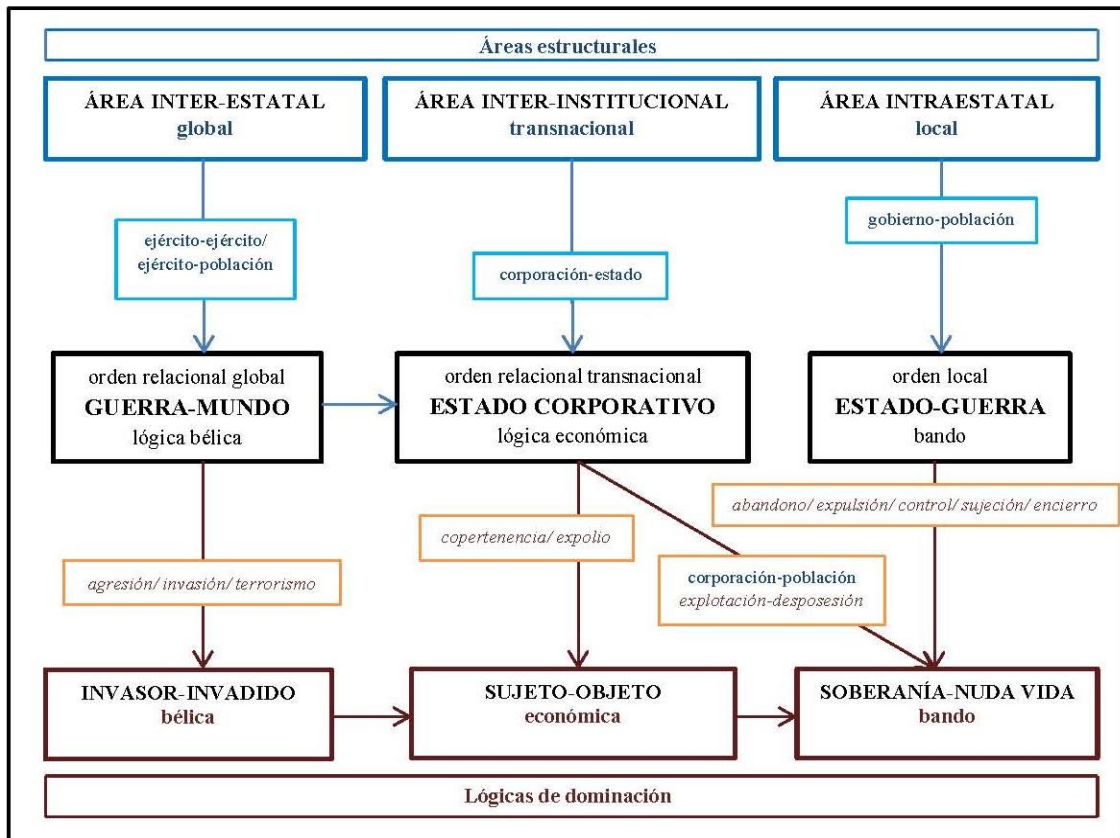 Áreas estructurales
ÁREA INTER-ESTATAL
global
ÁREA INTER-INSTITUCIONAL
transnacional
ÁREA INTRAESTATAL
local
ejército-ejército/
ejército-población
corporación-estado
gobierno-población
orden relacional global
GUERRA-MUNDO
lógica bélica
orden relacional transnacional
ESTADO CORPORATIVO
lógica económica
orden local
ESTADO-GUERRA
bando
agresión/ invasión/ terrorismo
copertenencia/ expolio
corporación-población
explotación-desposesión
abandono/ expulsión/ control/ sujeción/ encierro
INVASOR-INVADIDO
bélica
SUJETO-OBJETO
económica
SOBERANÍA-NUDA VIDA
bando
Lógicas de dominación